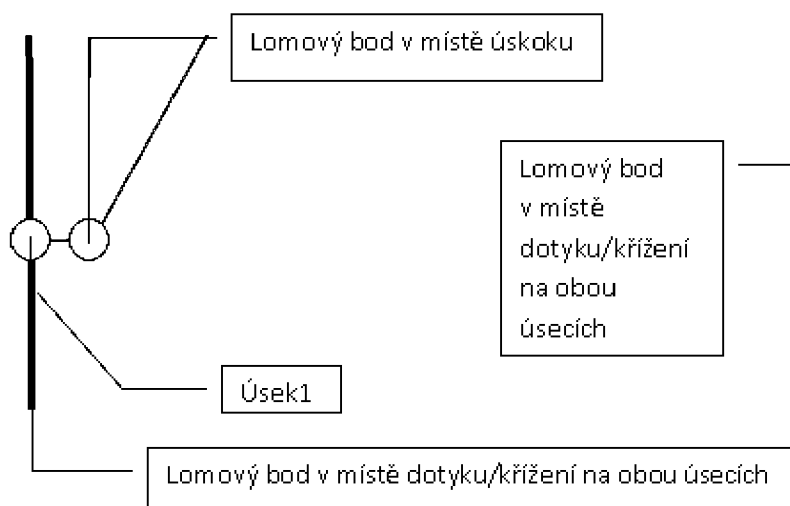 Lomový bod v místě úskoku
Lomový bod
v místě
dotyku/křížení
na obou
úsecích
Úsek1
Lomový bod v místě dotyku/křížení na obou úsecích